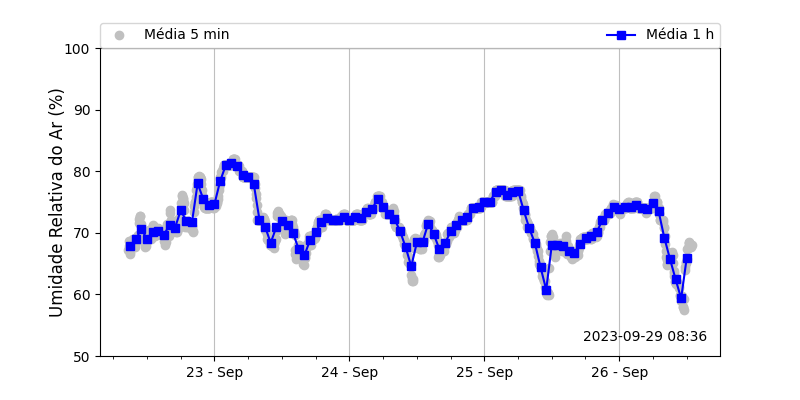 Média 5 min
Média 1 h
Umidade Relativa do Ar (%)
100
90
80
70
60
50
2023-09-29 08:36
23 - Sep
24 - Sep
25 - Sep
26 - Sep